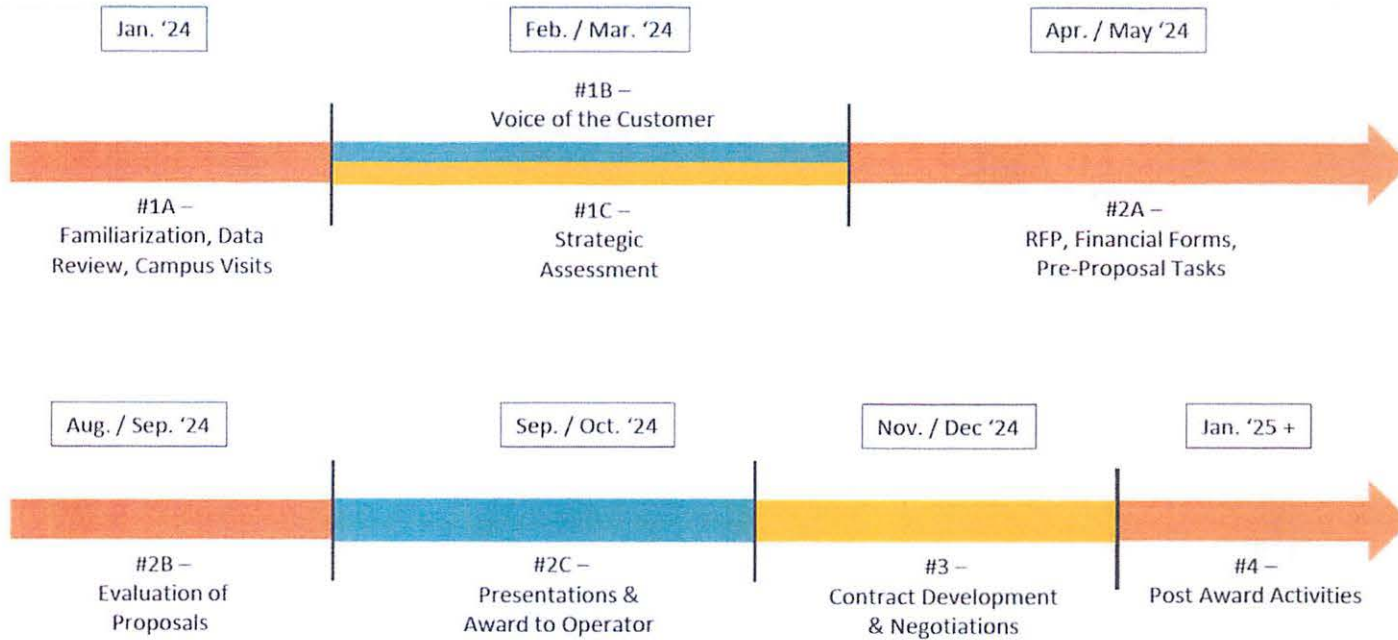 Jan. ‘24
Feb. / Mar. ‘24
Apr. / May ‘24
#1B –
Voice of the Customer
#1A –
Familiarization, Data
Review, Campus Visits
#1C –
Strategic
Assessment
#2A –
RFP, Financial Forms,
Pre-Proposal Tasks
Aug. / Sep. ‘24
Sep. / Oct. ‘24
Nov. / Dec ‘24
Jan. ‘25 +
#2B –
Evaluation of
Proposals
#2C –
Presentations &
Award to Operator
#3 –
Contract Development
& Negotiations
#4 –
Post Award Activities